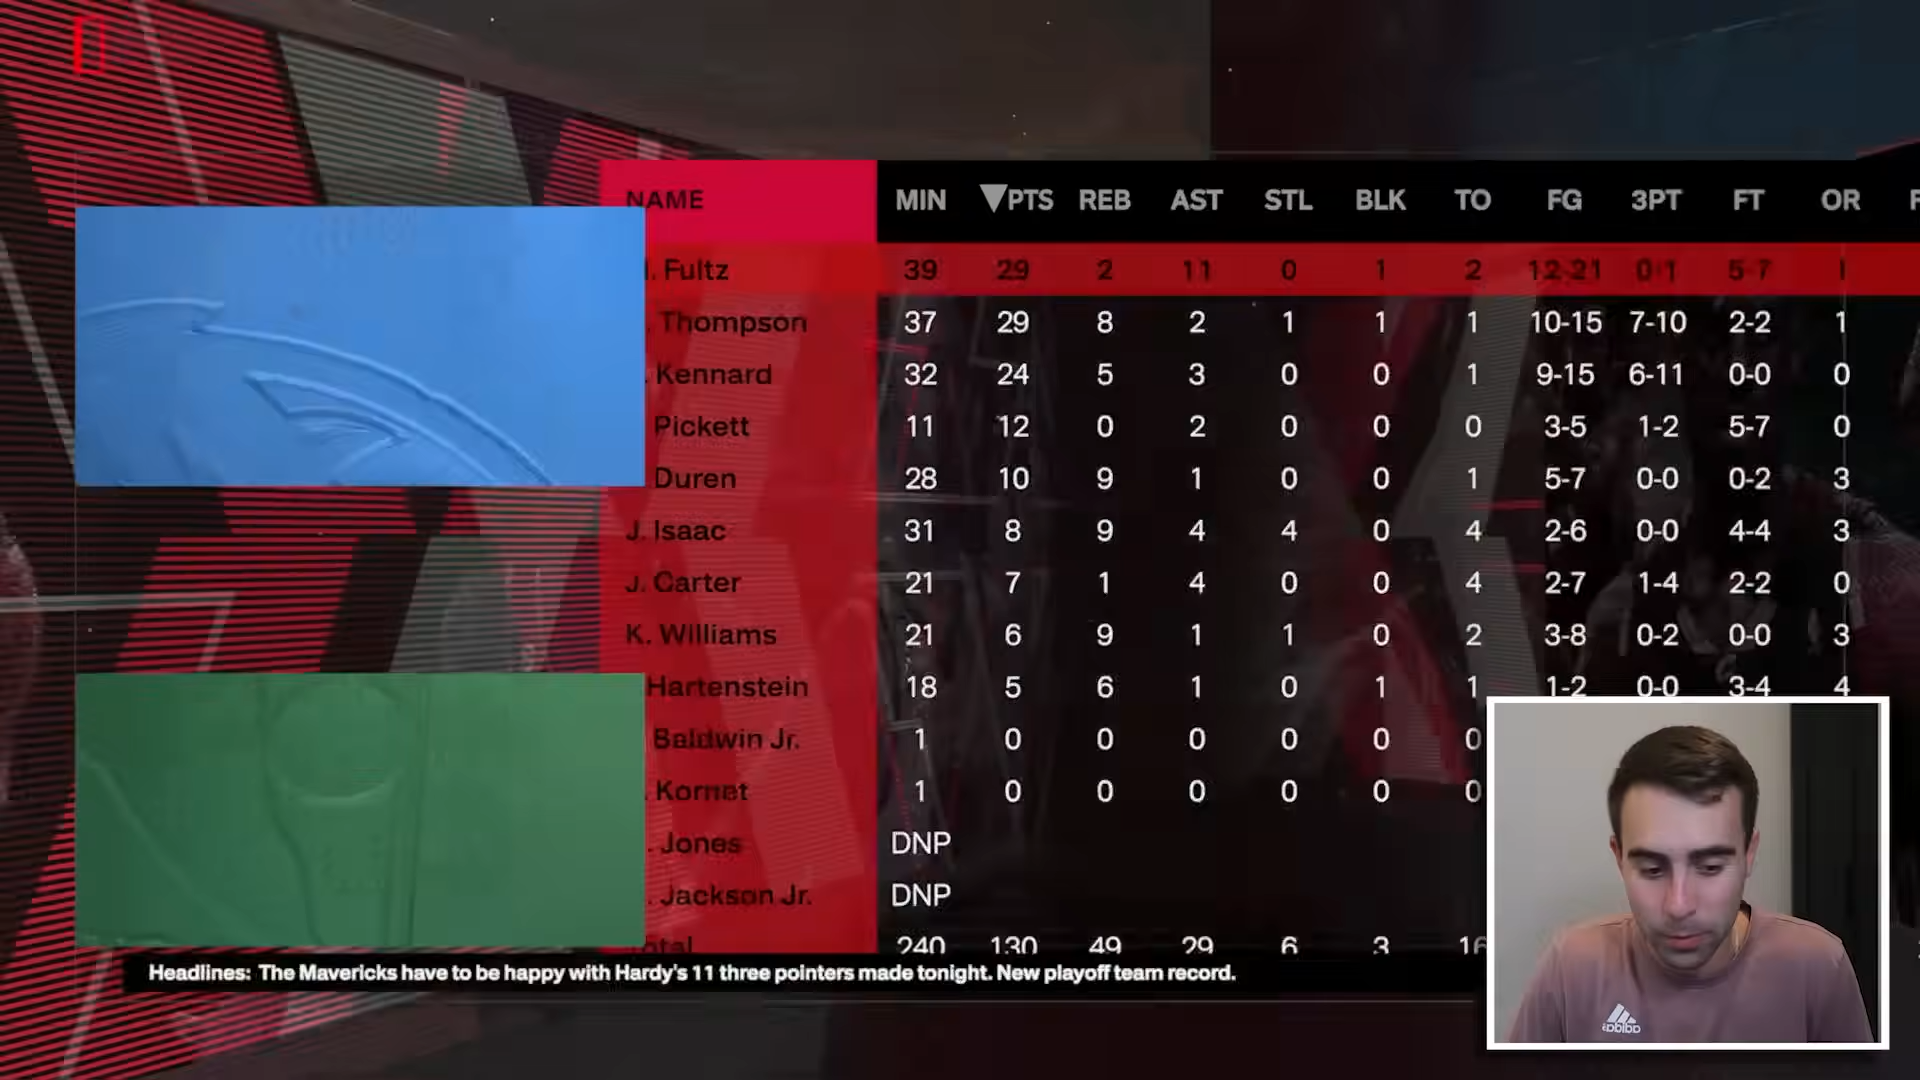 NAME MIN ▼PTS REB AST STL BLK TO FG 3PT FT OR
. Fultz 39 29 2 11 0 1 2 12-21 0-1 5-7 1
. Thompson 37 29 8 2 1 1 1 10-15 7-10 2-2 1
. Kennard 32 24 5 3 0 0 1 9-15 6-11 0-0 0
Pickett 11 12 0 2 0 0 0 3-5 1-2 5-7 0
Duren 28 10 9 1 0 0 1 5-7 0-0 0-2 3
J. Isaac 31 8 9 4 4 0 4 2-6 0-0 4-4 3
J. Carter 21 7 1 4 0 0 4 2-7 1-4 2-2 0
K. Williams 21 6 9 1 1 0 2 3-8 0-2 0-0 3
Hartenstein 18 5 6 1 0 1 1 1-2 0-0 3-4 4
Baldwin Jr. 1 0 0 0 0 0 0
. Kornet 1 0 0 0 0 0 0
. Jones DNP
. Jackson Jr. DNP
Total 240 130 49 29 6 3 16
Headlines: The Mavericks have to be happy with Hardy's 11 three pointers made tonight. New playoff team record.
adidas